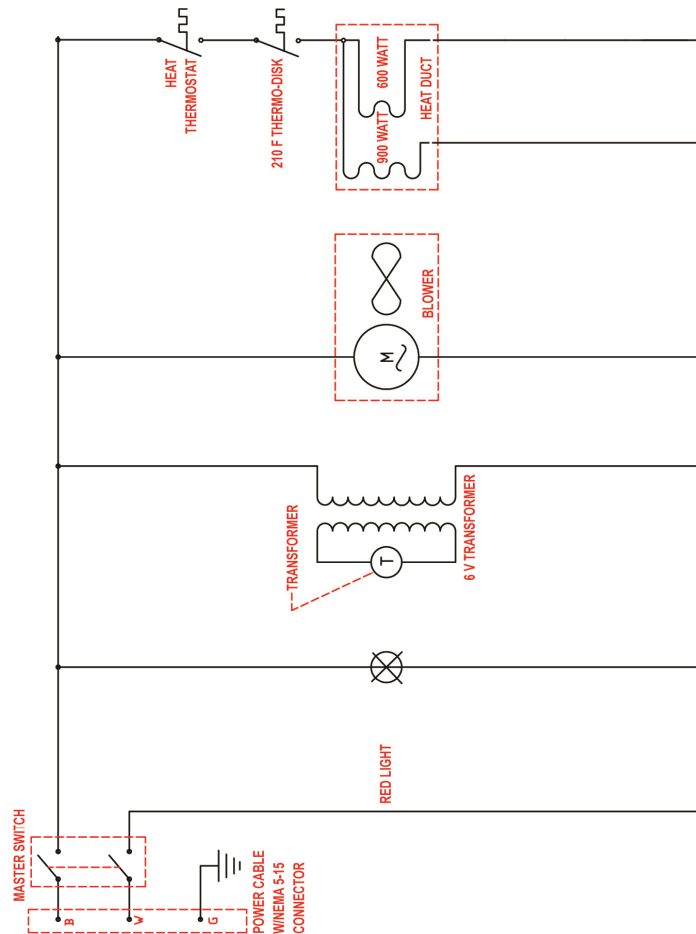 HEAT
THERMOSTAT
210 F THERMO-DISK
600 WATT
900 WATT
HEAT DUCT
M
BLOWER
TRANSFORMER
T
6 V TRANSFORMER
RED LIGHT
MASTER SWITCH
B
W
G
POWER CABLE
W/NEMA 5-15
CONNECTOR